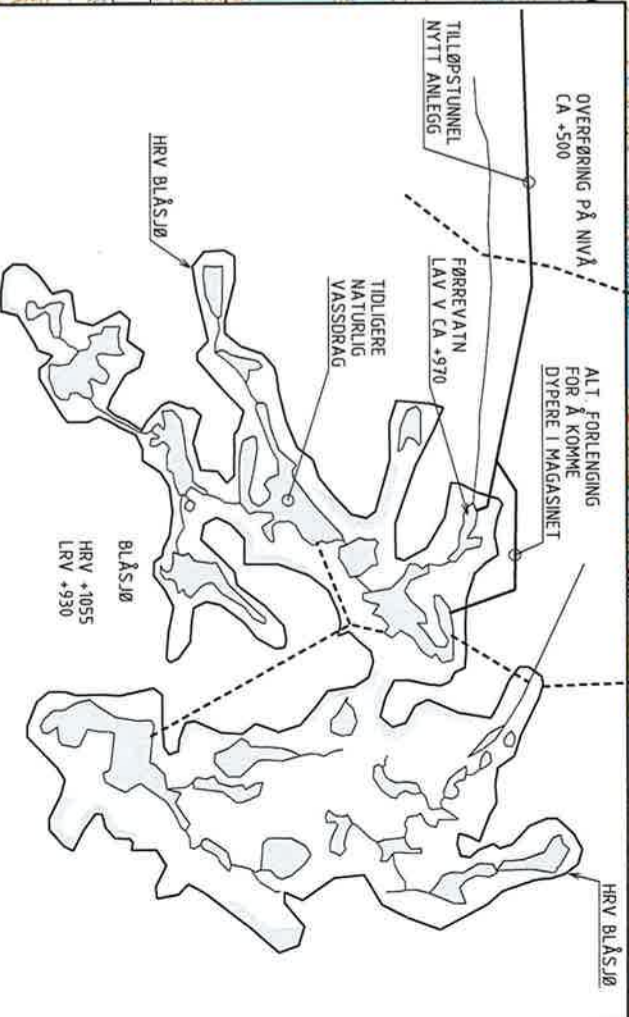 OVERFØRING PÅ NIVÅ
CA +500
TILLØPSTUNNEL
NYTT ANLEGG
ALT. FORLENGING
FOR Å KOMME
DYPERE I MAGASINET
FØRREVATN
LAV V CA +970
TIDLIGERE
NATURLIG
VASSDRAG
HRV BLÅSJØ
HRV BLÅSJØ
BLÅSJØ
HRV +1055
LRV +930